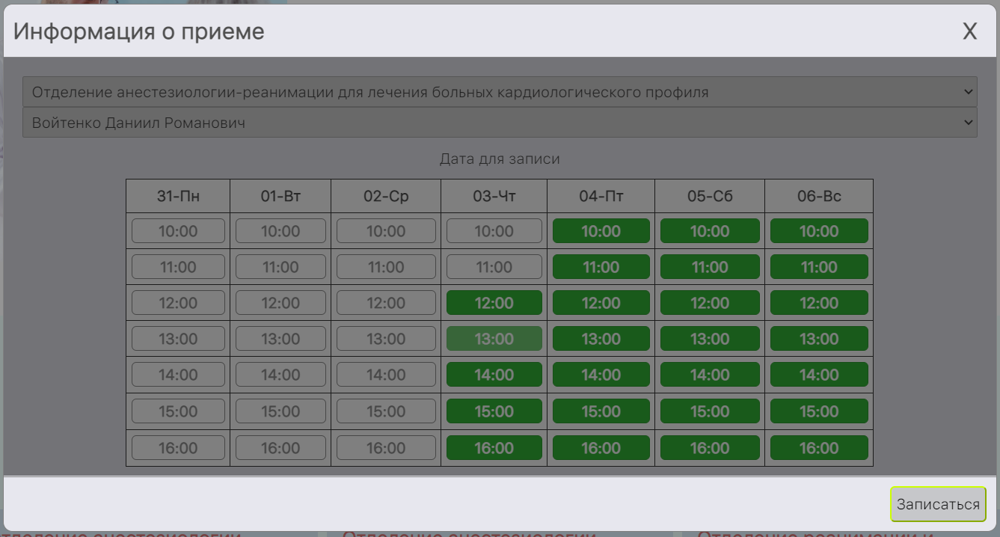 Информация о приеме X
Отделение анестезиологии-реанимации для лечения больных кардиологического профиля
Войтенко Даниил Романович
Дата для записи
31-Пн 01-Вт 02-Ср 03-Чт 04-Пт 05-Сб 06-Вс
10:00 10:00 10:00 10:00 10:00 10:00 10:00
11:00 11:00 11:00 11:00 11:00 11:00 11:00
12:00 12:00 12:00 12:00 12:00 12:00 12:00
13:00 13:00 13:00 13:00 13:00 13:00 13:00
14:00 14:00 14:00 14:00 14:00 14:00 14:00
15:00 15:00 15:00 15:00 15:00 15:00 15:00
16:00 16:00 16:00 16:00 16:00 16:00 16:00
Записаться
анестезиологии Отделение анестезиологии Отделение реанимации и